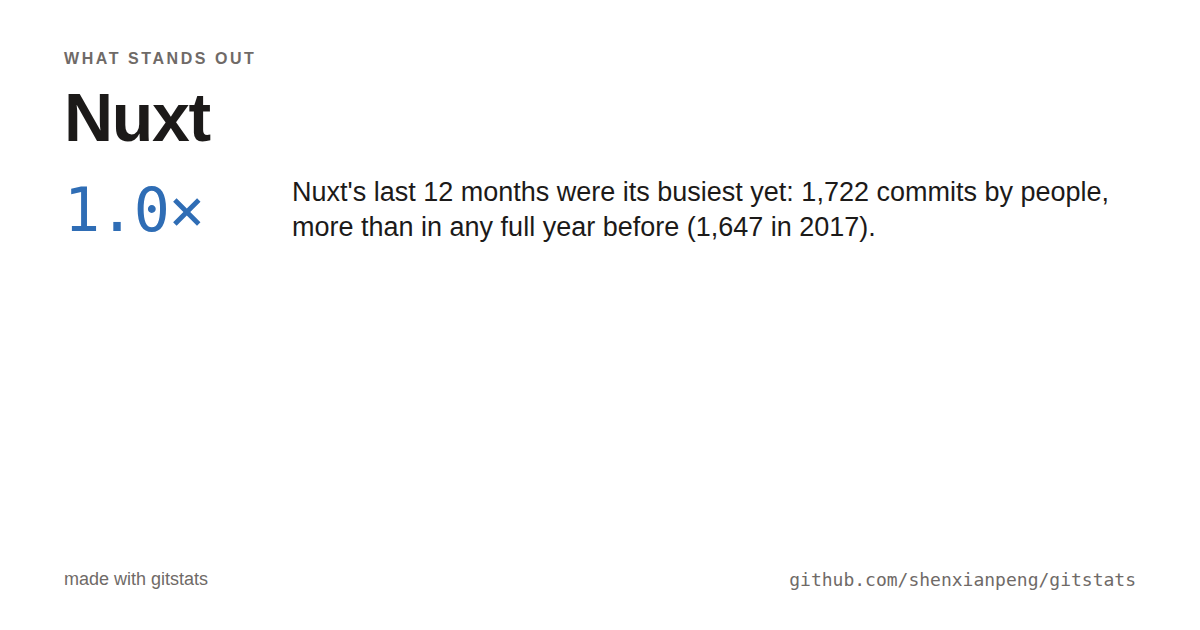 WHAT STANDS OUT
Nuxt
1.0×
Nuxt's last 12 months were its busiest yet: 1,722 commits by people,
more than in any full year before (1,647 in 2017).
made with gitstats
github.com/shenxianpeng/gitstats